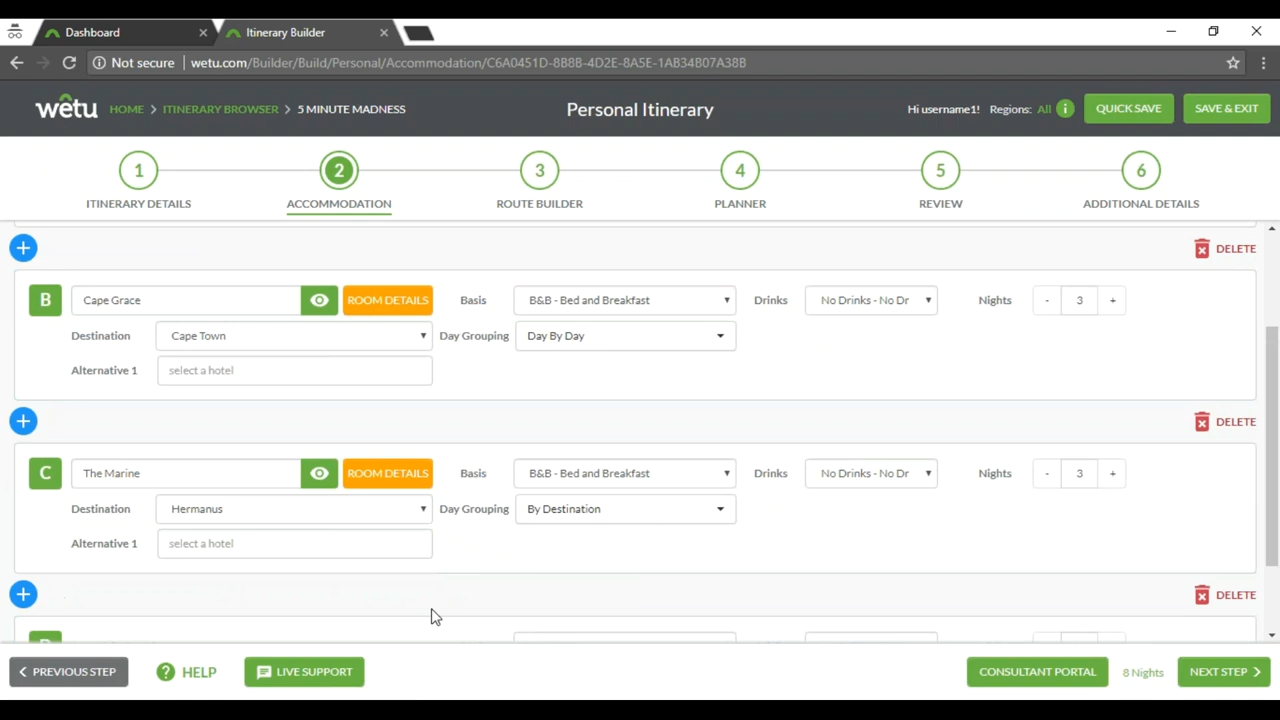 Dashboard
Itinerary Builder
Not secure | wetu.com/Builder/Build/Personal/Accommodation/C6A0451D-8B8B-4D2E-8A5E-1AB34B07A38B
wetu HOME > ITINERARY BROWSER > 5 MINUTE MADNESS
Personal Itinerary
Hi username1! Regions: All i QUICK SAVE SAVE & EXIT
1 2 3 4 5 6
ITINERARY DETAILS ACCOMMODATION ROUTE BUILDER PLANNER REVIEW ADDITIONAL DETAILS
+ DELETE
B Cape Grace ROOM DETAILS Basis B&B - Bed and Breakfast Drinks No Drinks - No Dr Nights - 3 +
Destination Cape Town Day Grouping Day By Day
Alternative 1 select a hotel
+ DELETE
C The Marine ROOM DETAILS Basis B&B - Bed and Breakfast Drinks No Drinks - No Dr Nights - 3 +
Destination Hermanus Day Grouping By Destination
Alternative 1 select a hotel
+ DELETE
< PREVIOUS STEP ? HELP LIVE SUPPORT CONSULTANT PORTAL 8 Nights NEXT STEP >